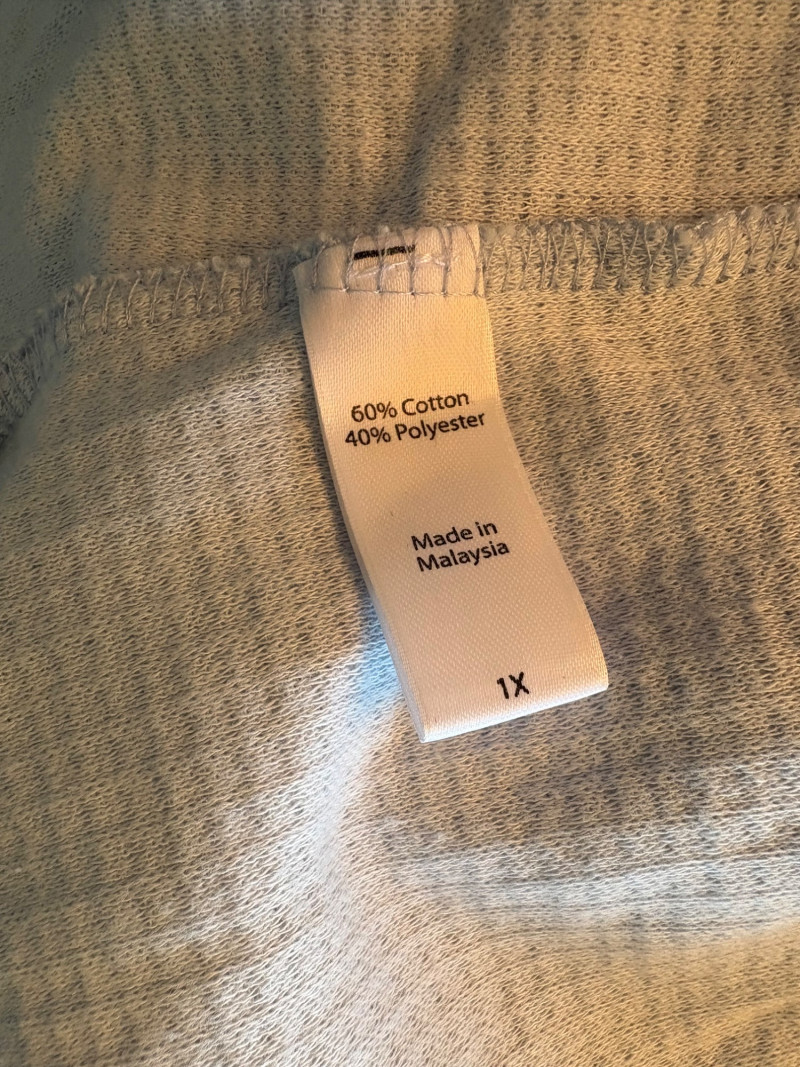 60% Cotton
40% Polyester
Made in
Malaysia
1X